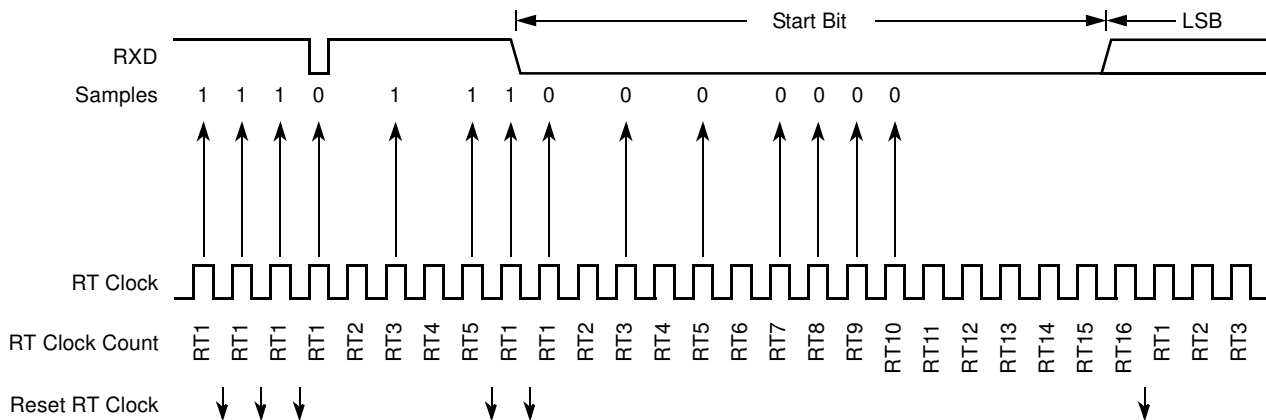 Start Bit LSB
RXD
Samples 1 1 1 0 1 1 1 0 0 0 0 0 0 0
RT Clock
RT Clock Count RT1 RT1 RT1 RT1 RT2 RT3 RT4 RT5 RT1 RT1 RT2 RT3 RT4 RT5 RT6 RT7 RT8 RT9 RT10 RT11 RT12 RT13 RT14 RT15 RT16 RT1 RT2 RT3
Reset RT Clock